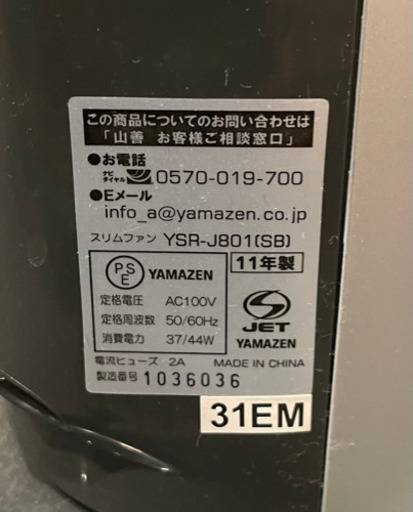 この商品についてのお問い合わせは
「山善 お客様ご相談窓口」
●お電話
ナビダイヤル 0570-019-700
●Eメール
info_a@yamazen.co.jp
スリムファン YSR-J801(SB)
PSE YAMAZEN 11年製
定格電圧 AC100V
定格周波数 50/60Hz
消費電力 37/44W
S JET
YAMAZEN
電流ヒューズ 2A MADE IN CHINA
製造番号 1036036
31EM